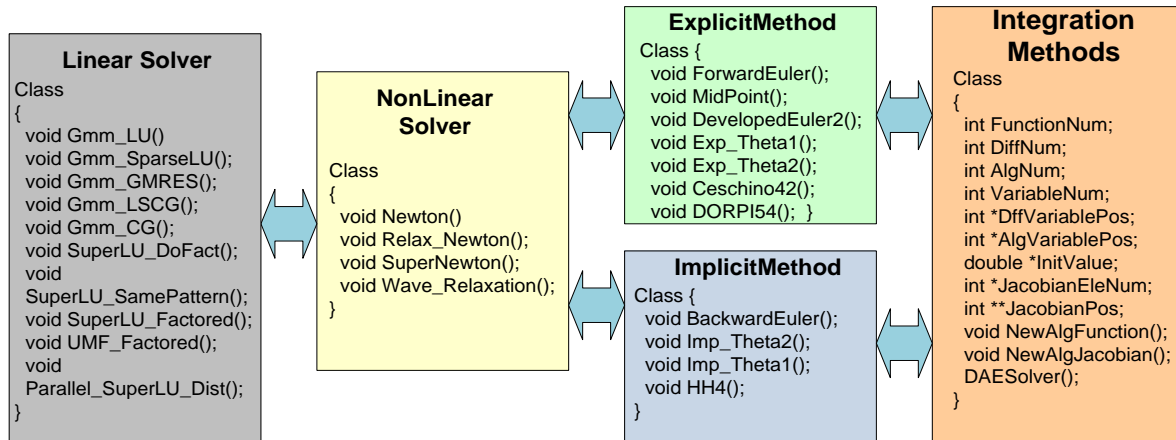 Linear Solver
Class
{
void Gmm_LU()
void Gmm_SparseLU();
void Gmm_GMRES();
void Gmm_LSCG();
void Gmm_CG();
void SuperLU_DoFact();
void
SuperLU_SamePattern();
void SuperLU_Factored();
void UMF_Factored();
void
Parallel_SuperLU_Dist();
}
NonLinear
Solver
Class
{
void Newton()
void Relax_Newton();
void SuperNewton();
void Wave_Relaxation();
}
ExplicitMethod
Class {
void ForwardEuler();
void MidPoint();
void DevelopedEuler2();
void Exp_Theta1();
void Exp_Theta2();
void Ceschino42();
void DORPI54(); }
ImplicitMethod
Class {
void BackwardEuler();
void Imp_Theta2();
void Imp_Theta1();
void HH4();
}
Integration
Methods
Class
{
int FunctionNum;
int DiffNum;
int AlgNum;
int VariableNum;
int *DffVariablePos;
int *AlgVariablePos;
double *InitValue;
int *JacobianEleNum;
int **JacobianPos;
void NewAlgFunction();
void NewAlgJacobian();
DAESolver();
}